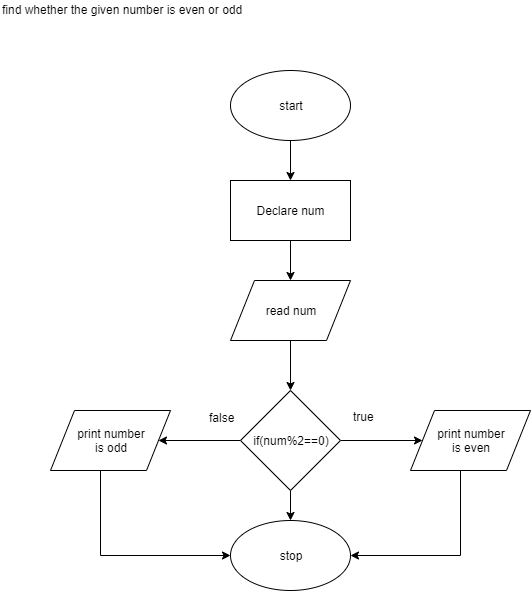 find whether the given number is even or odd
start
Declare num
read num
false
true
print number
is odd
if(num%2==0)
print number
is even
stop